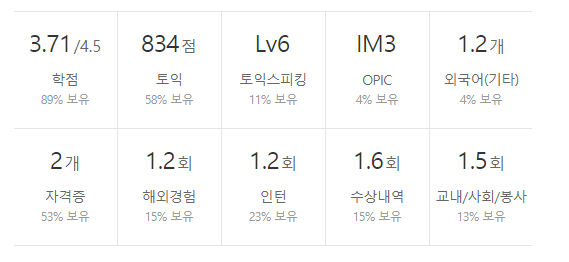 3.71 /4.5 834 점 Lv6 IM3 1.2 개
학점 토익 토익스피킹 OPIC 외국어(기타)
89% 보유 58% 보유 11% 보유 4% 보유 4% 보유
2 개 1.2 회 1.2 회 1.6 회 1.5 회
자격증 해외경험 인턴 수상내역 교내/사회/봉사
53% 보유 15% 보유 23% 보유 15% 보유 13% 보유